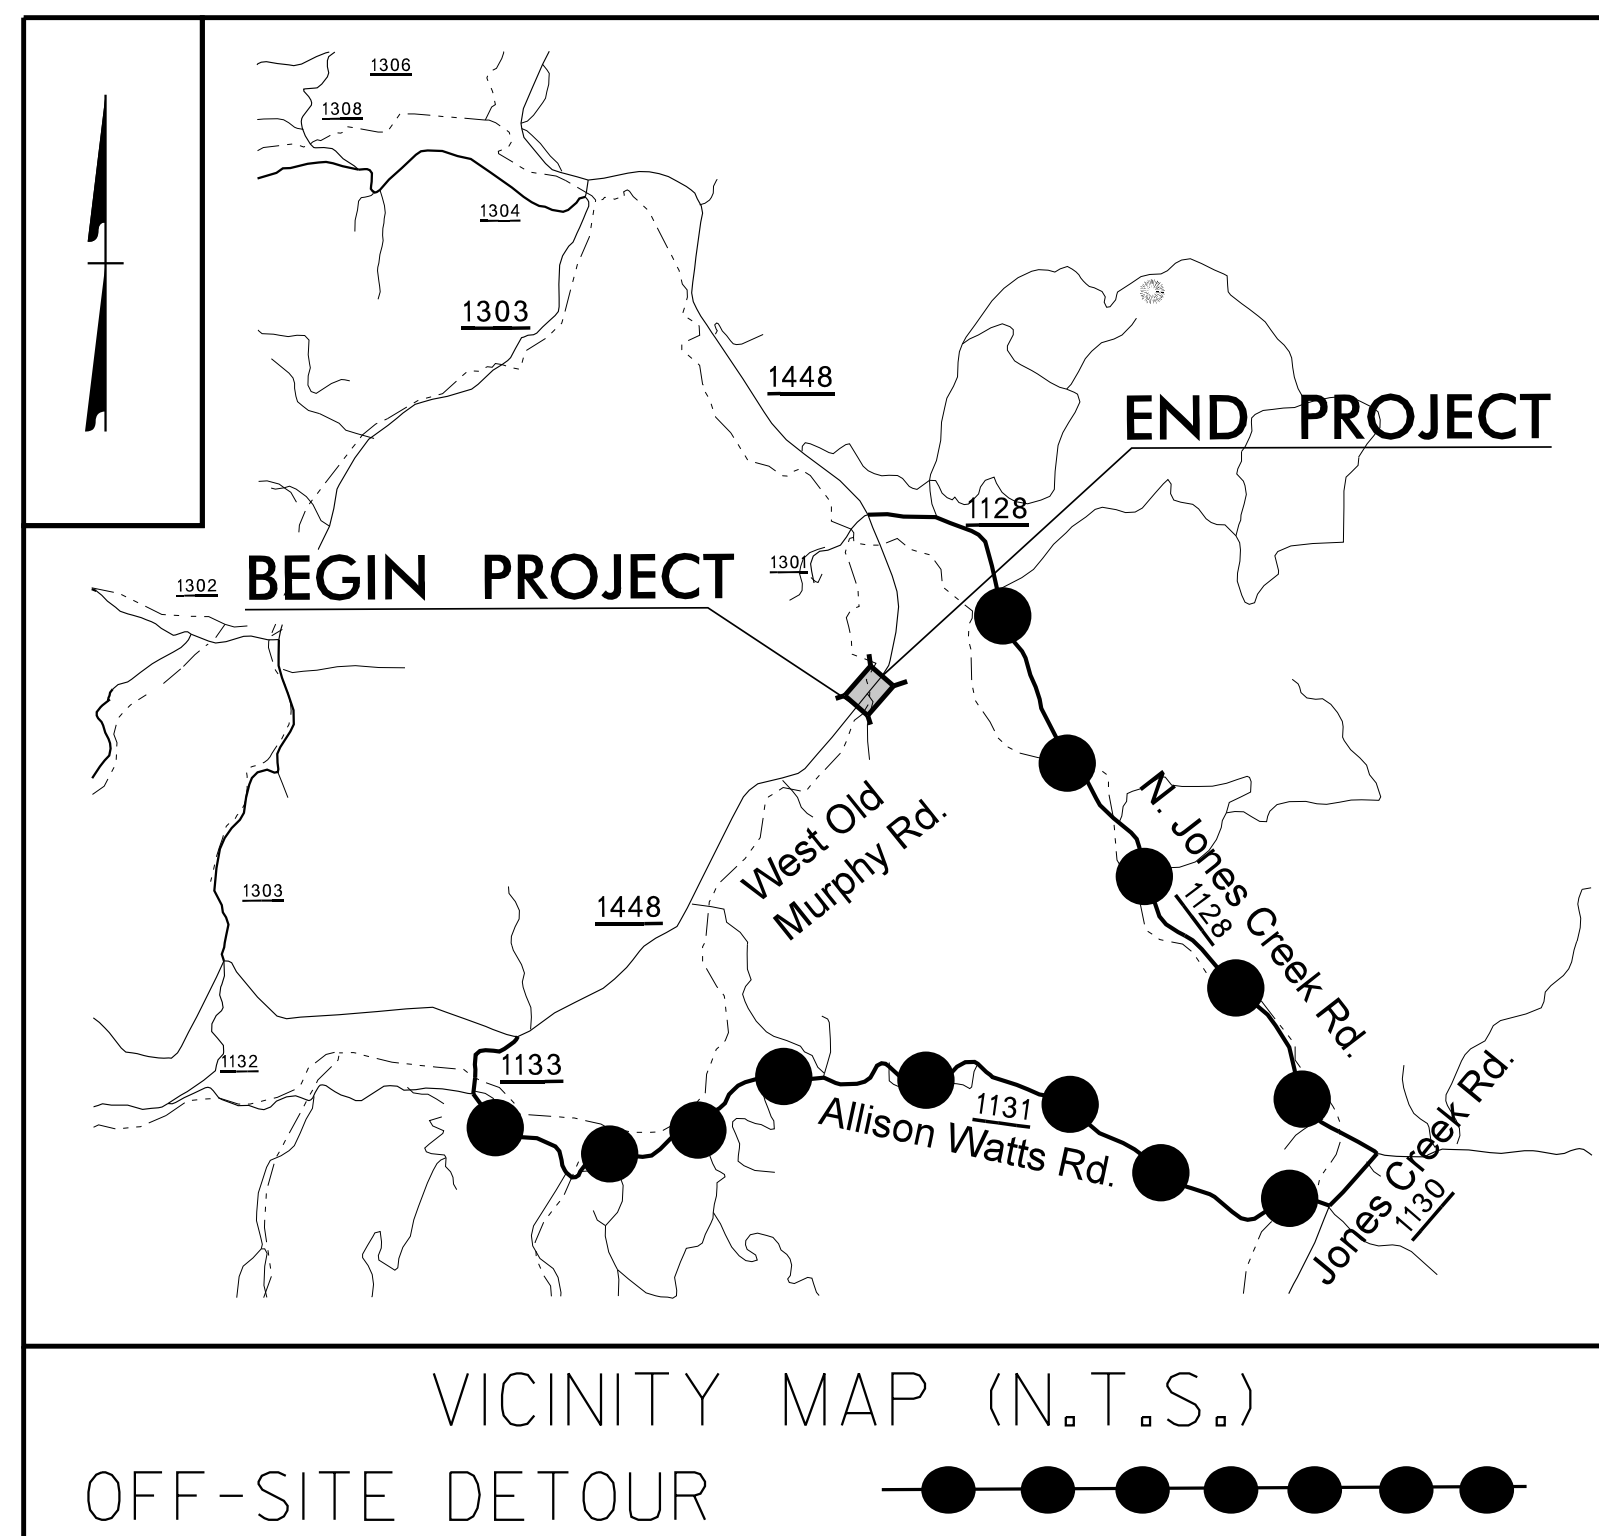 1306
1308
1304
1303
1448
END PROJECT
1128
1301
BEGIN PROJECT
1302
West Old
Murphy Rd.
N. Jones Creek Rd.
1128
1303
1448
1132
1133
1131
Allison Watts Rd.
Jones Creek Rd.
1130
VICINITY MAP (N.T.S.)
OFF-SITE DETOUR